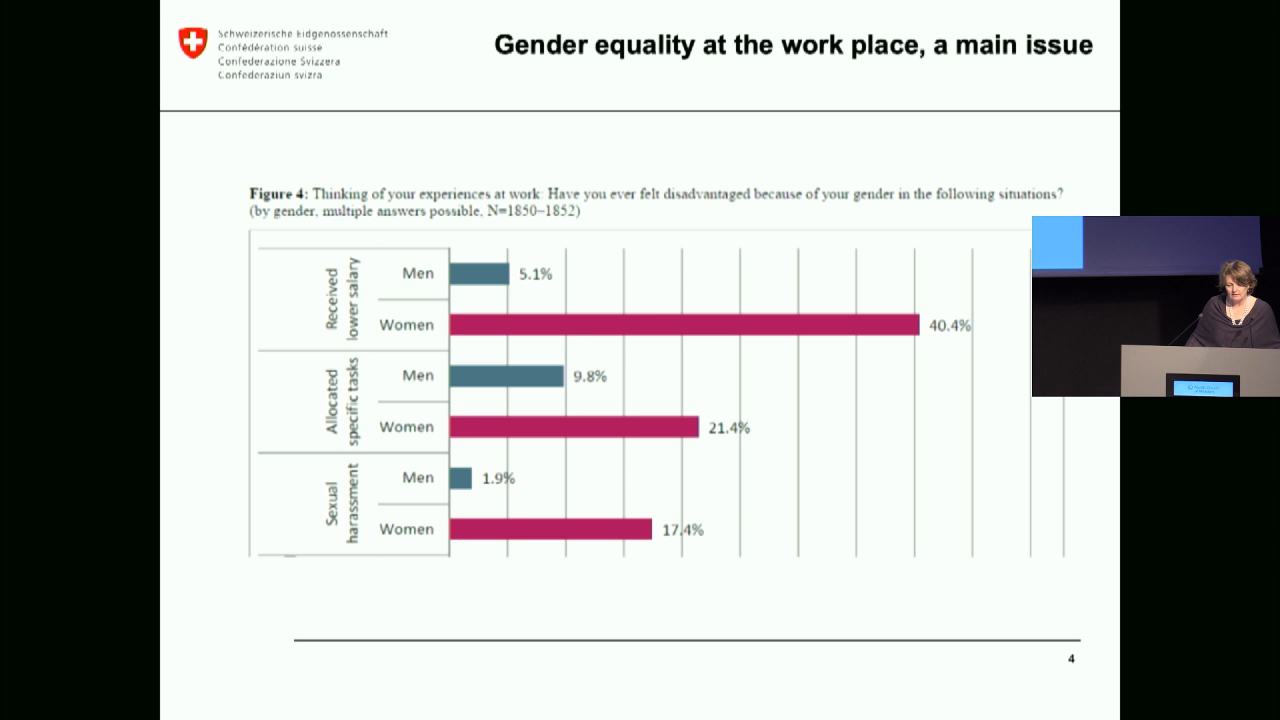 Schweizerische Eidgenossenschaft
Confédération suisse
Confederazione Svizzera
Confederaziun svizra
Gender equality at the work place, a main issue
Figure 4: Thinking of your experiences at work: Have you ever felt disadvantaged because of your gender in the following situations?
(by gender, multiple answers possible, N=1850–1852)
Received
lower salary
Men
5.1%
Women
40.4%
Allocated
specific tasks
Men
9.8%
Women
21.4%
Sexual
harassment
Men
1.9%
Women
17.4%
4